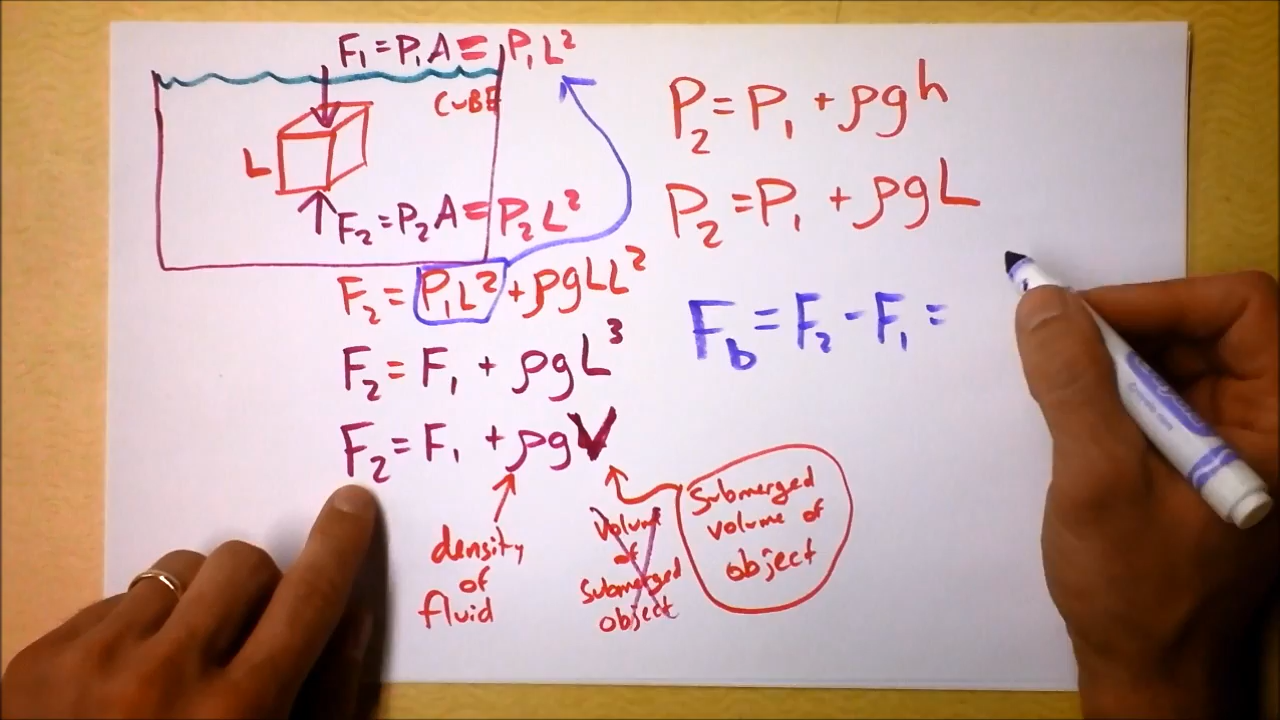 F₁ = P₁A = P₁L²
CUBE
L
F₂ = P₂A = P₂L²
F₂ = P₁L² + ρgLL²
F₂ = F₁ + ρgL³
F₂ = F₁ + ρgV
density
of
fluid
Volume
of
Submerged
object
Submerged
volume of
object
P₂ = P₁ + ρgh
P₂ = P₁ + ρgL
F_b = F₂ - F₁ =